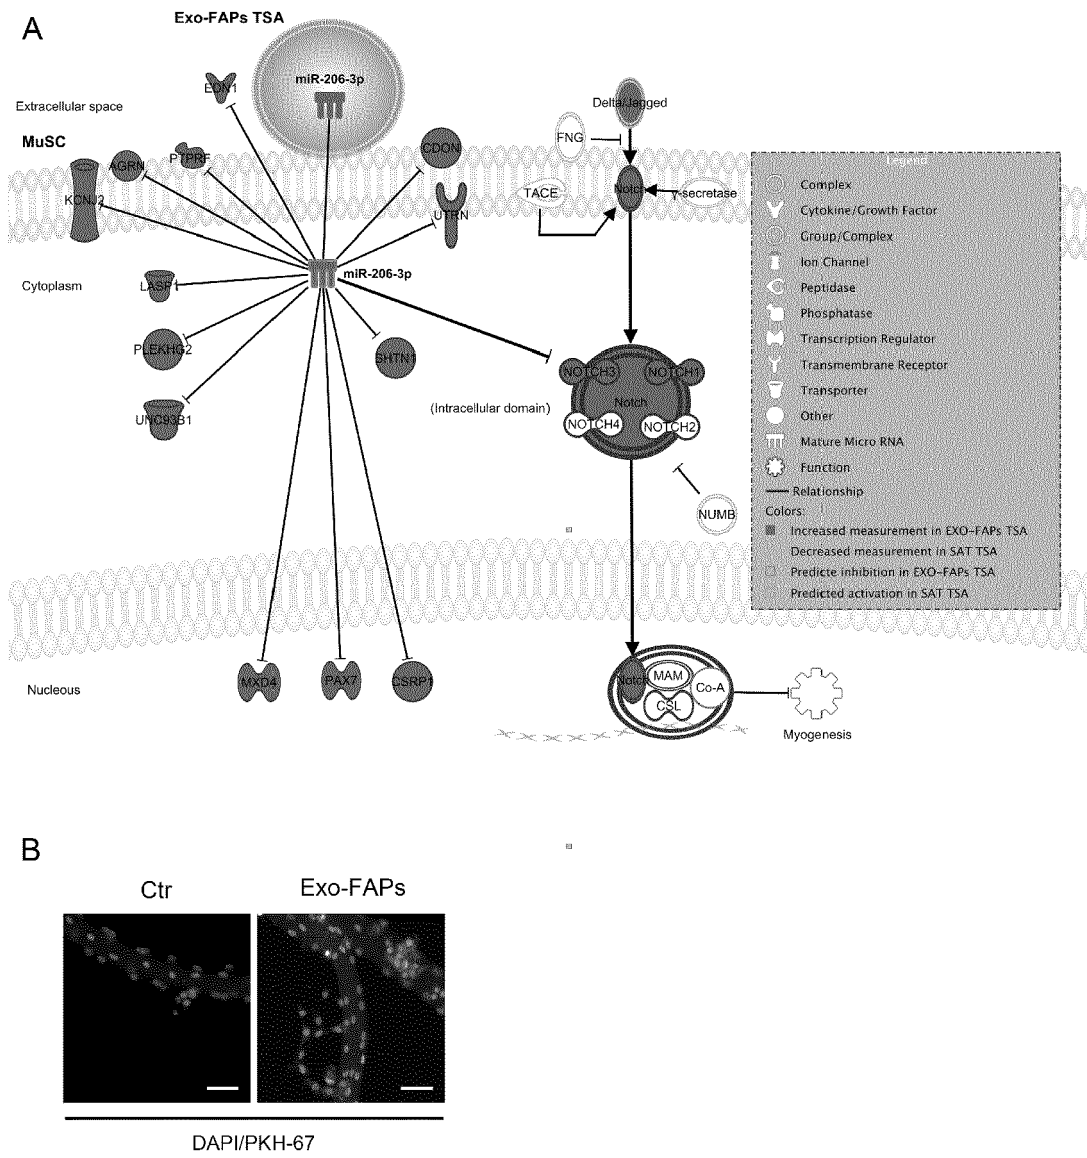 A
Exo-FAPs TSA
miR-206-3p
EDN1
Extracellular space
Delta/Jagged
FNG
MuSC
CDON
AGRN
PTPRF
KCNJ2
UTRN
TACE
Notch
γ-secretase
miR-206-3p
Cytoplasm
LASP1
PLEKHG2
SHTN1
UNC93B1
NOTCH3
NOTCH1
Notch
(Intracellular domain)
NOTCH4
NOTCH2
NUMB
Legend
Complex
Cytokine/Growth Factor
Group/Complex
Ion Channel
Peptidase
Phosphatase
Transcription Regulator
Transmembrane Receptor
Transporter
Other
Mature Micro RNA
Function
Relationship
Colors:
Increased measurement in EXO-FAPs TSA
Decreased measurement in SAT TSA
Predicte inhibition in EXO-FAPs TSA
Predicted activation in SAT TSA
Nucleous
MXD4
PAX7
CSRP1
Notch
MAM
Co-A
CSL
Myogenesis
B
Ctr
Exo-FAPs
DAPI/PKH-67